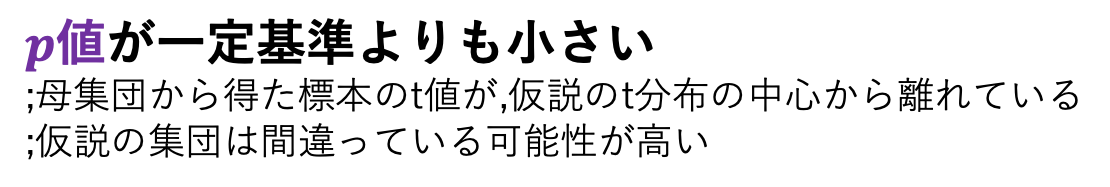 p値が一定基準よりも小さい
;母集団から得た標本のt値が,仮説のt分布の中心から離れている
;仮説の集団は間違っている可能性が高い